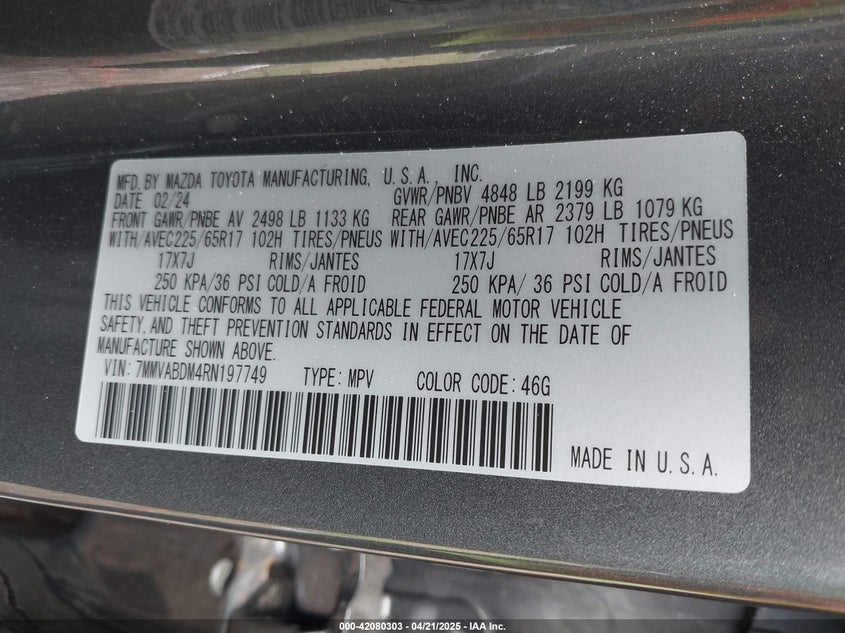 MFD. BY MAZDA TOYOTA MANUFACTURING, U.S.A., INC.
DATE 02/24 GVWR/PNBV 4848 LB 2199 KG
FRONT GAWR/PNBE AV 2498 LB 1133 KG REAR GAWR/PNBE AR 2379 LB 1079 KG
WITH/AVEC225/65R17 102H TIRES/PNEUS WITH/AVEC225/65R17 102H TIRES/PNEUS
17X7J RIMS/JANTES 17X7J RIMS/JANTES
250 KPA/36 PSI COLD/A FROID 250 KPA/ 36 PSI COLD/A FROID
THIS VEHICLE CONFORMS TO ALL APPLICABLE FEDERAL MOTOR VEHICLE
SAFETY, AND THEFT PREVENTION STANDARDS IN EFFECT ON THE DATE OF
MANUFACTURE SHOWN ABOVE.
VIN: 7MMVABDM4RN197749 TYPE: MPV COLOR CODE: 46G
MADE IN U.S.A.
000-42080303 - 04/21/2025 - IAA Inc.